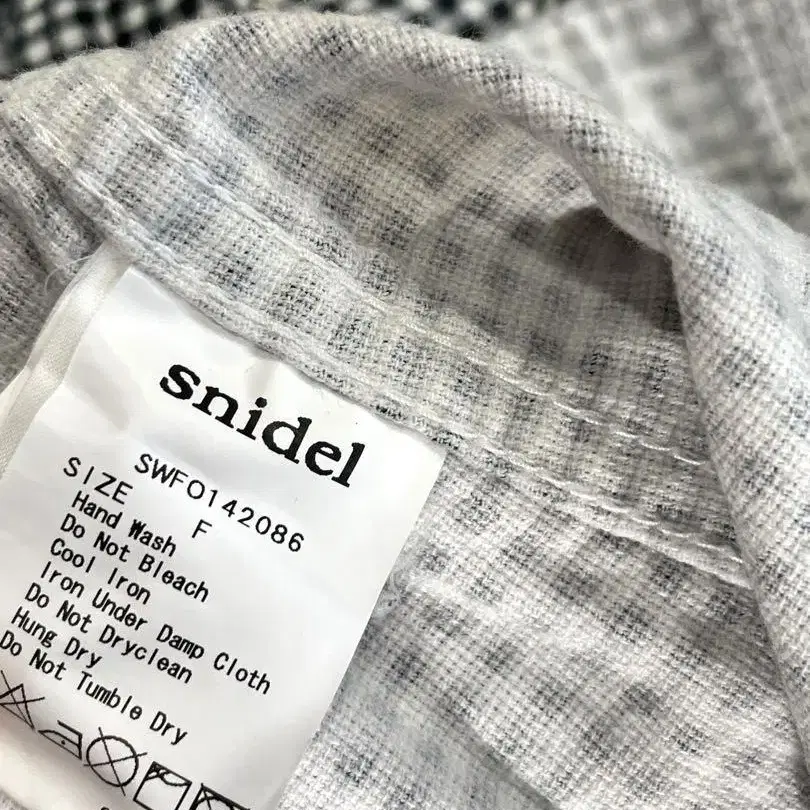 snidel
SWFO142086
SIZE F
Hand Wash
Do Not Bleach
Cool Iron
Iron Under Damp Cloth
Do Not Dryclean
Hung Dry
Do Not Tumble Dry